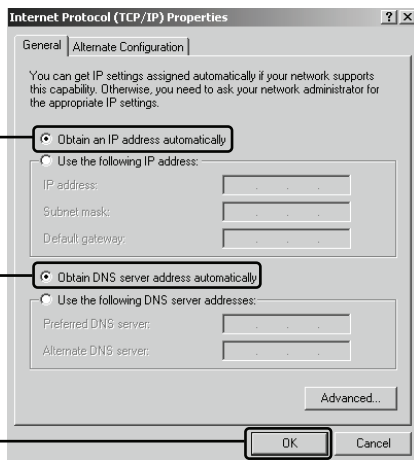 Internet Protocol (TCP/IP) Properties
General
Alternate Configuration
You can get IP settings assigned automatically if your network supports
this capability. Otherwise, you need to ask your network administrator for
the appropriate IP settings.
Obtain an IP address automatically
Use the following IP address:
IP address:
Subnet mask:
Default gateway:
Obtain DNS server address automatically
Use the following DNS server addresses:
Preferred DNS server:
Alternate DNS server:
Advanced...
OK
Cancel